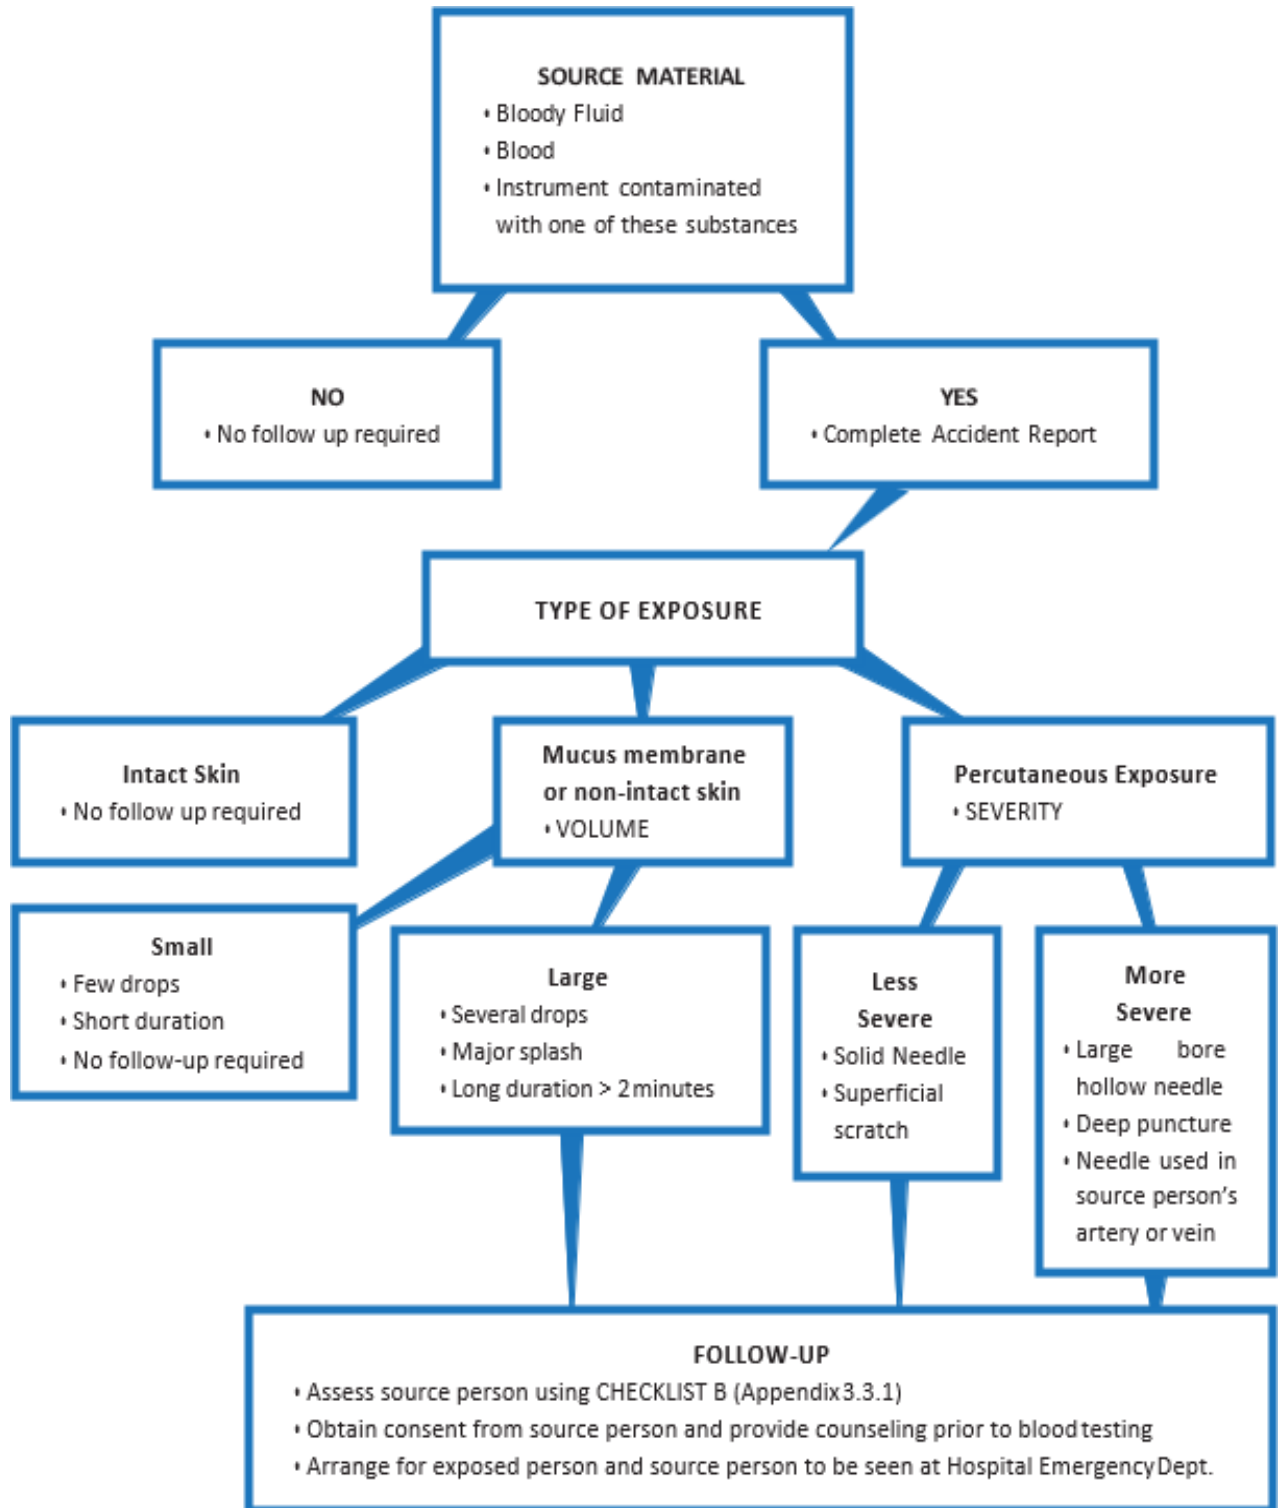 SOURCE MATERIAL
• Bloody Fluid
• Blood
• Instrument contaminated
with one of these substances
NO
• No follow up required
YES
• Complete Accident Report
TYPE OF EXPOSURE
Intact Skin
• No follow up required
Mucus membrane
or non-intact skin
• VOLUME
Percutaneous Exposure
• SEVERITY
Small
• Few drops
• Short duration
• No follow-up required
Large
• Several drops
• Major splash
• Long duration > 2 minutes
Less
Severe
• Solid Needle
• Superficial
scratch
More
Severe
• Large bore
hollow needle
• Deep puncture
• Needle used in
source person's
artery or vein
FOLLOW-UP
• Assess source person using CHECKLIST B (Appendix 3.3.1)
• Obtain consent from source person and provide counseling prior to blood testing
• Arrange for exposed person and source person to be seen at Hospital Emergency Dept.